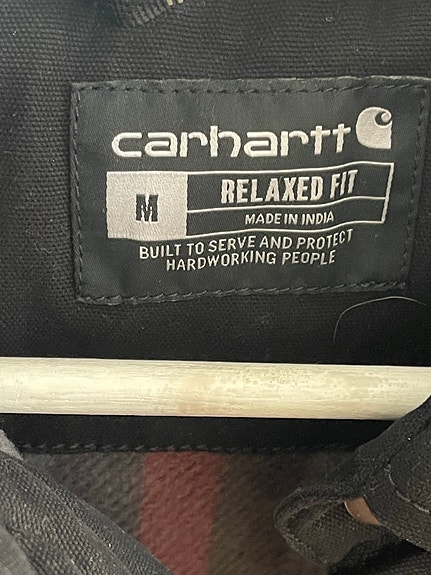 carhartt
M
RELAXED FIT
MADE IN INDIA
BUILT TO SERVE AND PROTECT
HARDWORKING PEOPLE